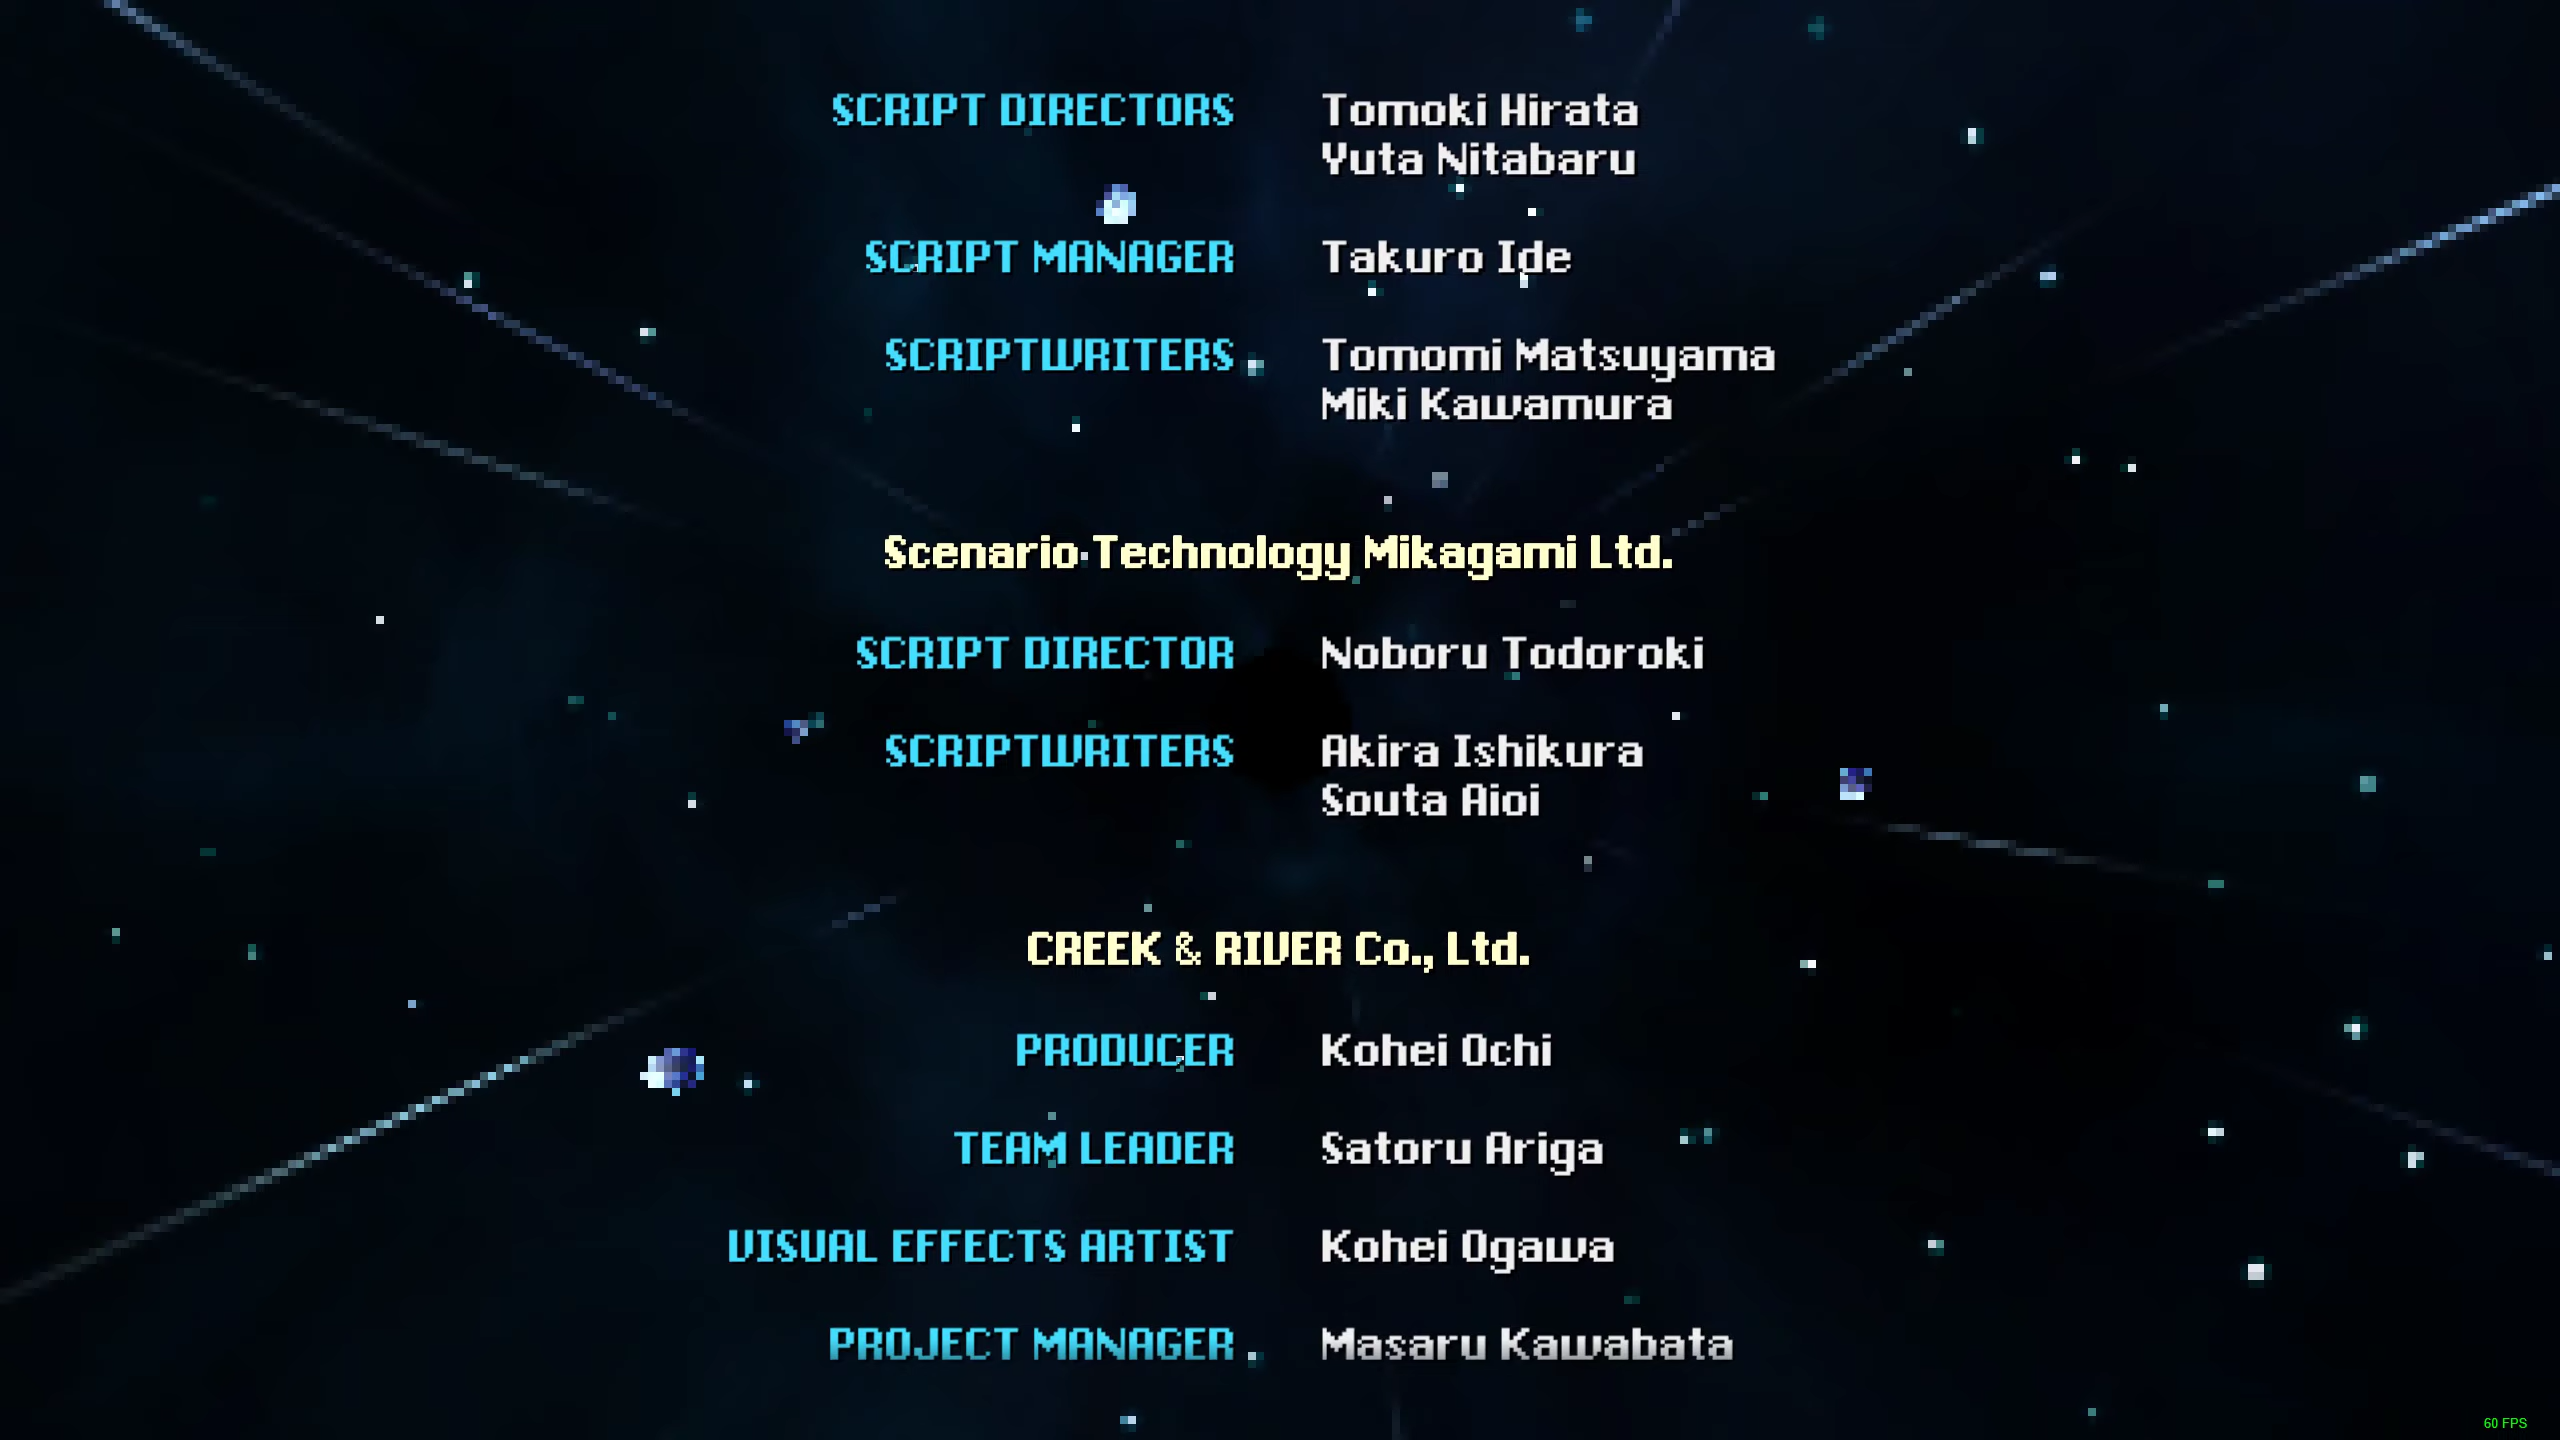 SCRIPT DIRECTORS Tomoki Hirata
Yuta Nitabaru
SCRIPT MANAGER Takuro Ide
SCRIPTWRITERS Tomomi Matsuyama
Miki Kawamura
Scenario Technology Mikagami Ltd.
SCRIPT DIRECTOR Noboru Todoroki
SCRIPTWRITERS Akira Ishikura
Souta Aioi
CREEK & RIVER Co., Ltd.
PRODUCER Kohei Ochi
TEAM LEADER Satoru Ariga
VISUAL EFFECTS ARTIST Kohei Ogawa
PROJECT MANAGER Masaru Kawabata
60 FPS